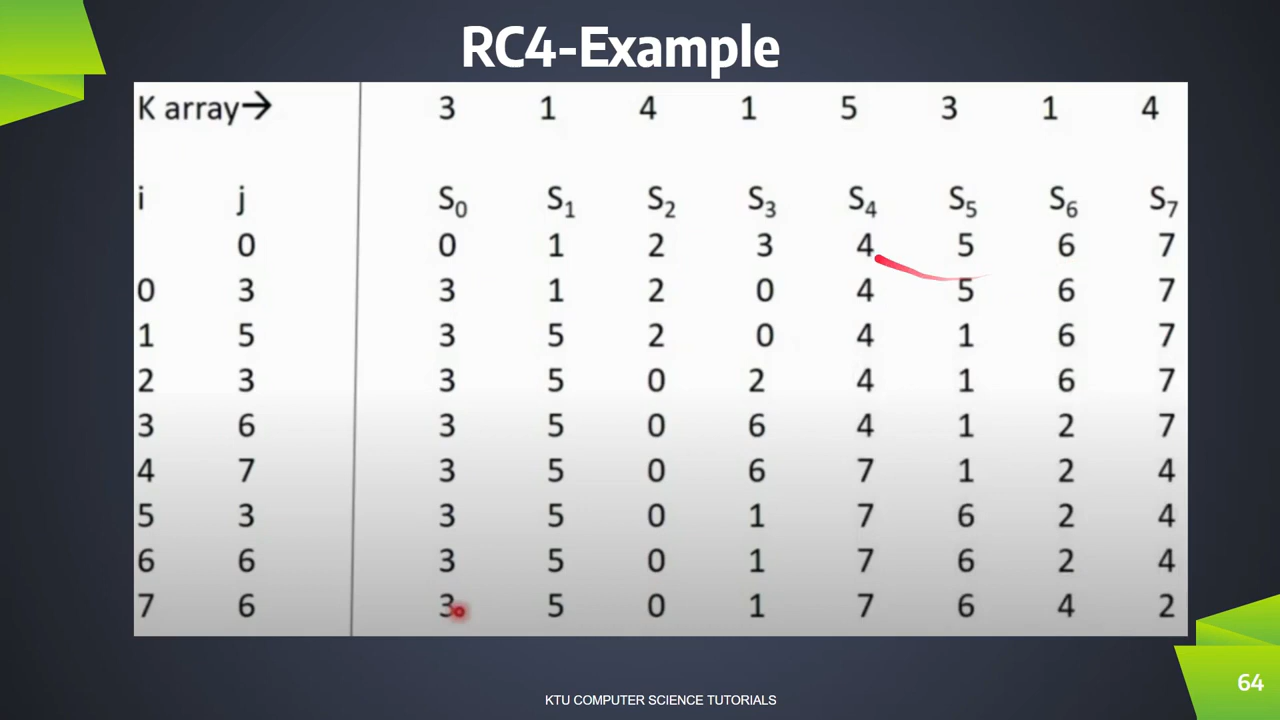 RC4-Example
K array→ 3 1 4 1 5 3 1 4
i j S₀ S₁ S₂ S₃ S₄ S₅ S₆ S₇
0 0 1 2 3 4 5 6 7
0 3 3 1 2 0 4 5 6 7
1 5 3 5 2 0 4 1 6 7
2 3 3 5 0 2 4 1 6 7
3 6 3 5 0 6 4 1 2 7
4 7 3 5 0 6 7 1 2 4
5 3 3 5 0 1 7 6 2 4
6 6 3 5 0 1 7 6 2 4
7 6 3 5 0 1 7 6 4 2
KTU COMPUTER SCIENCE TUTORIALS
64